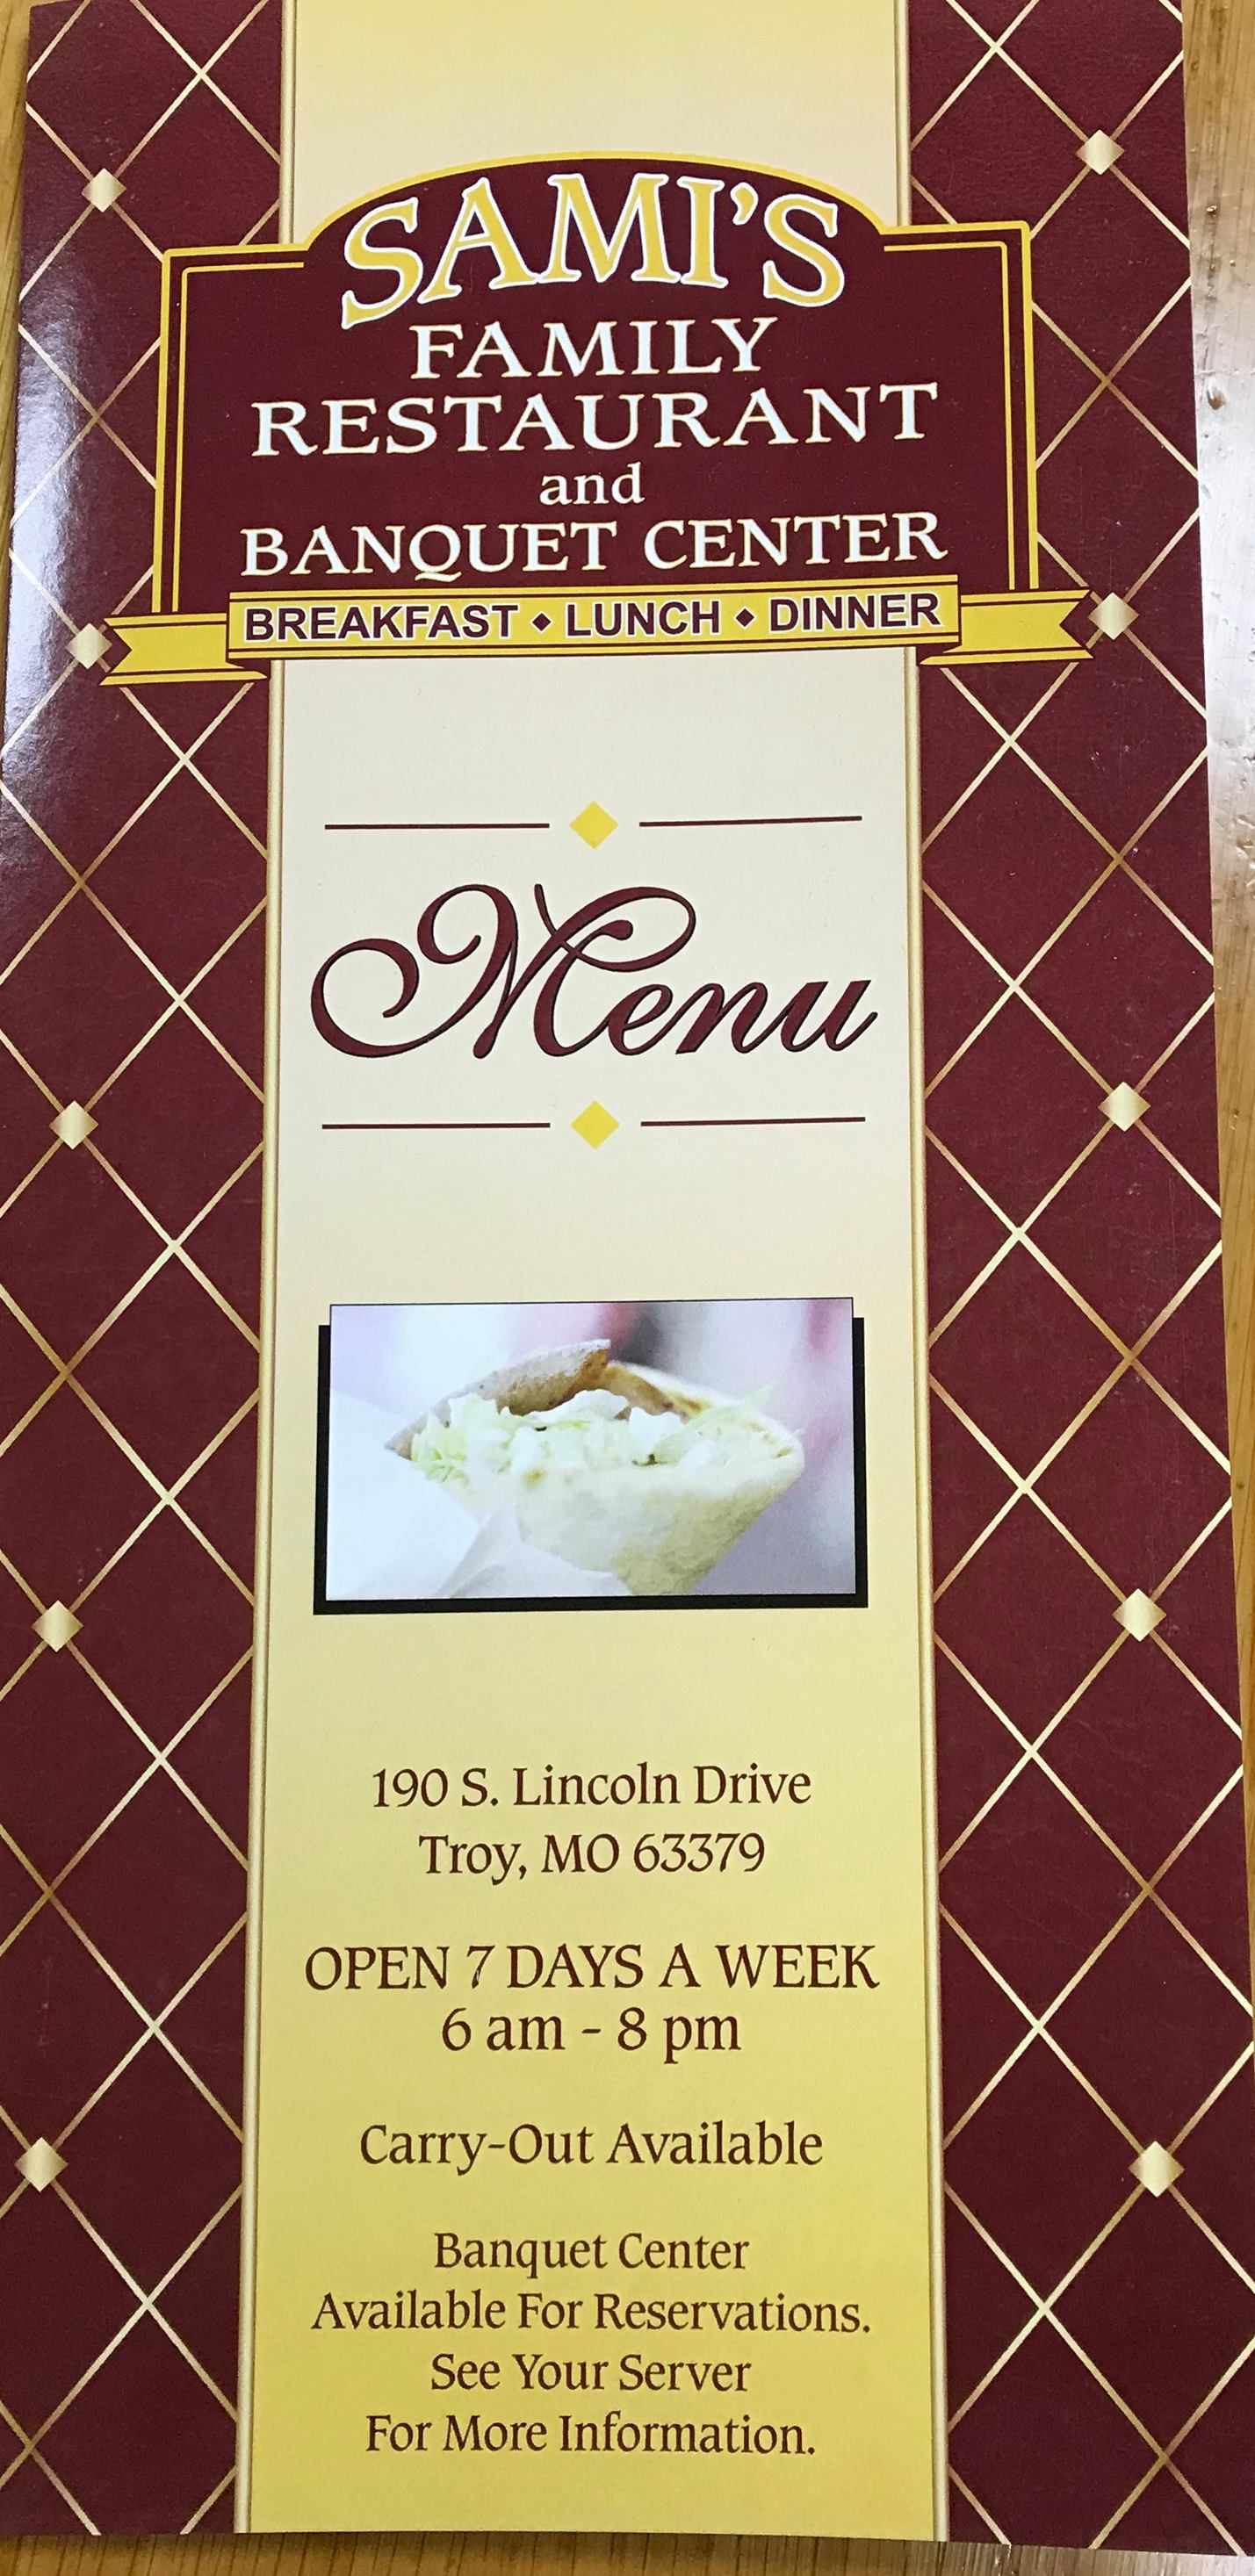 SAMI'S
FAMILY
RESTAURANT
and
BANQUET CENTER
BREAKFAST ⬥ LUNCH ⬥ DINNER
Menu
190 S. Lincoln Drive
Troy, MO 63379
OPEN 7 DAYS A WEEK
6 am - 8 pm
Carry-Out Available
Banquet Center
Available For Reservations.
See Your Server
For More Information.